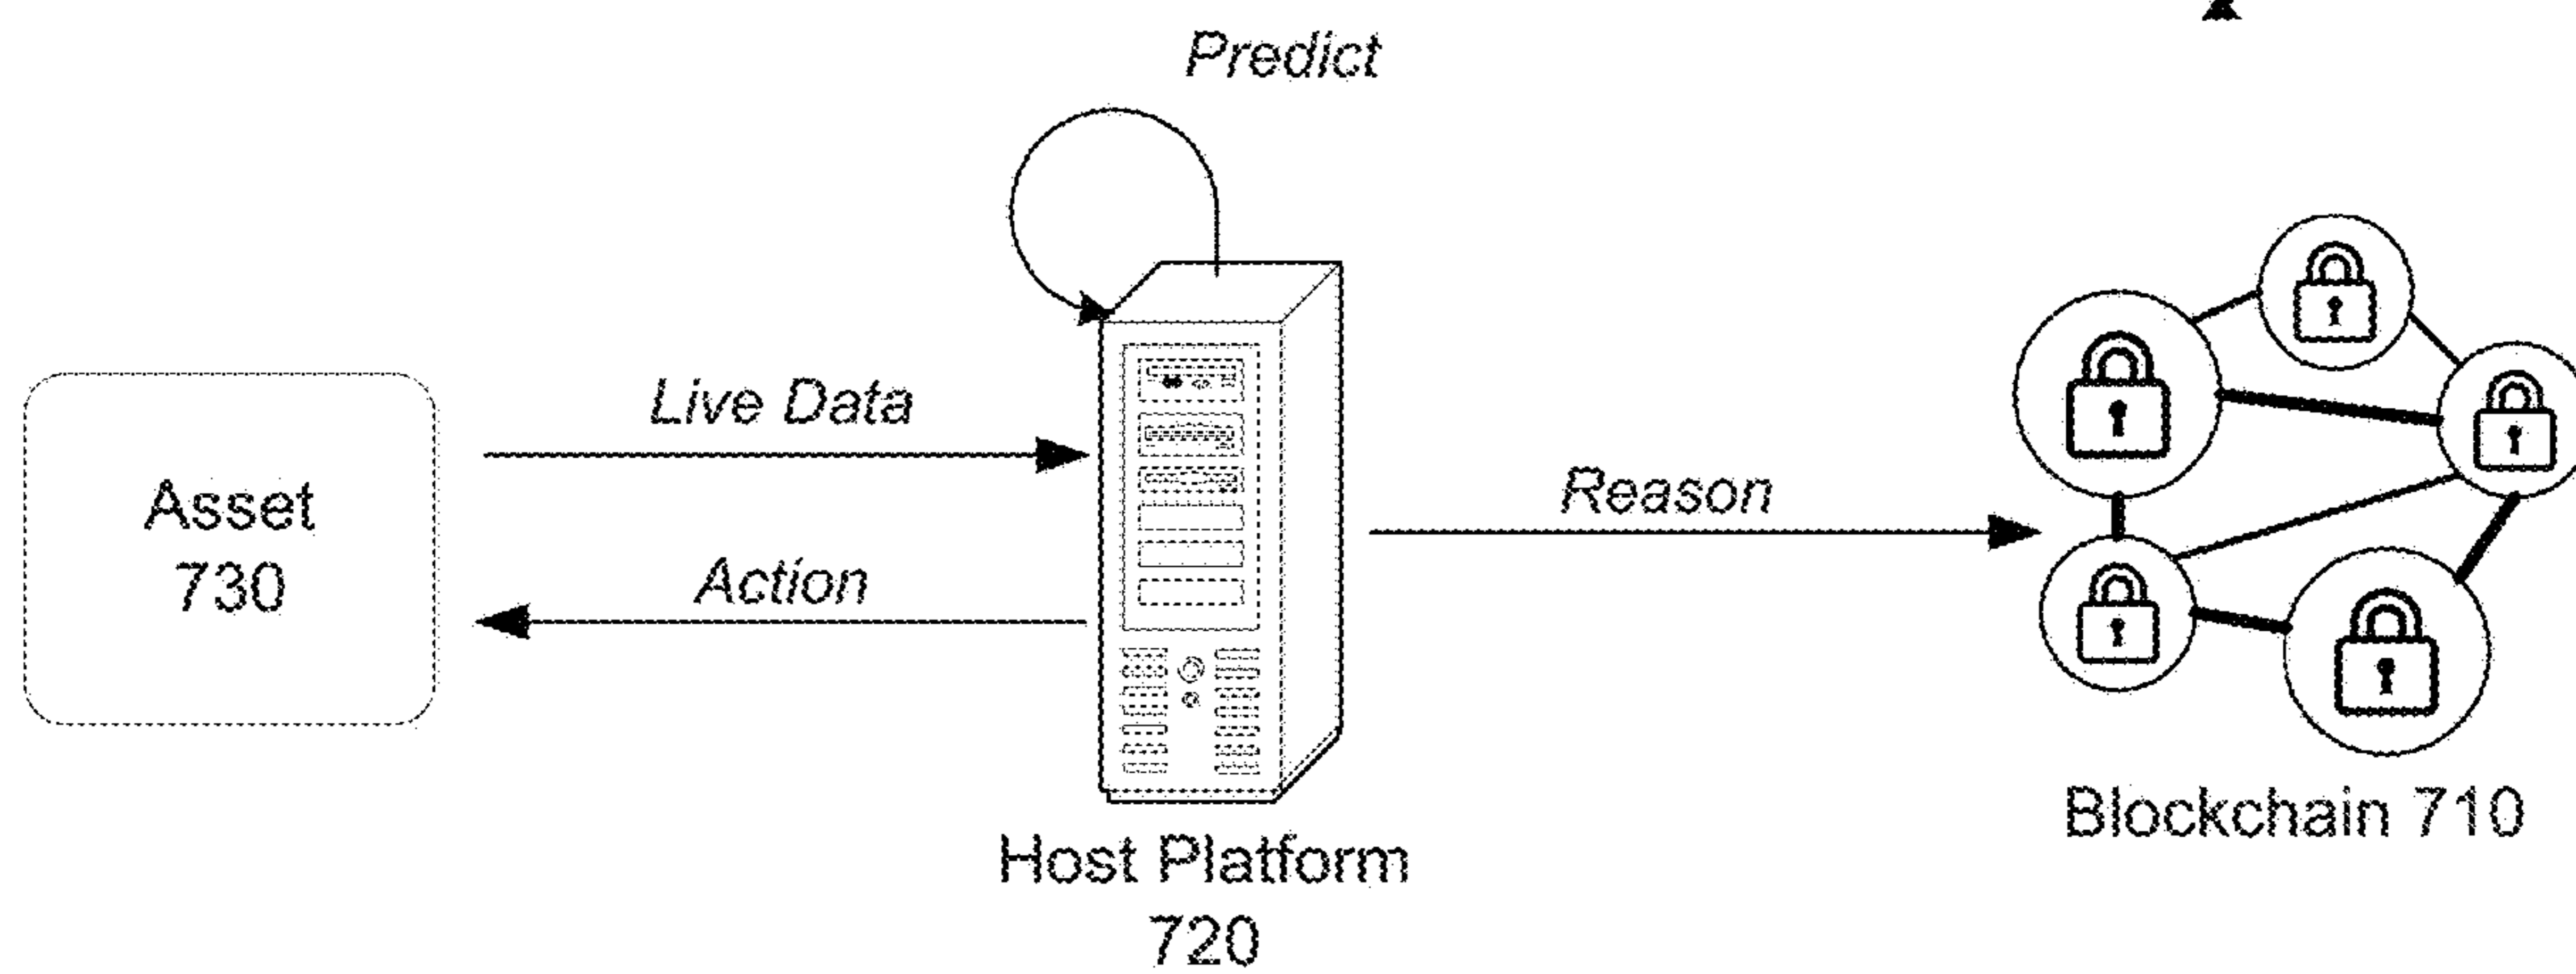 Predict
Live Data
Asset
730
Action
Reason
Blockchain 710
Host Platform
720